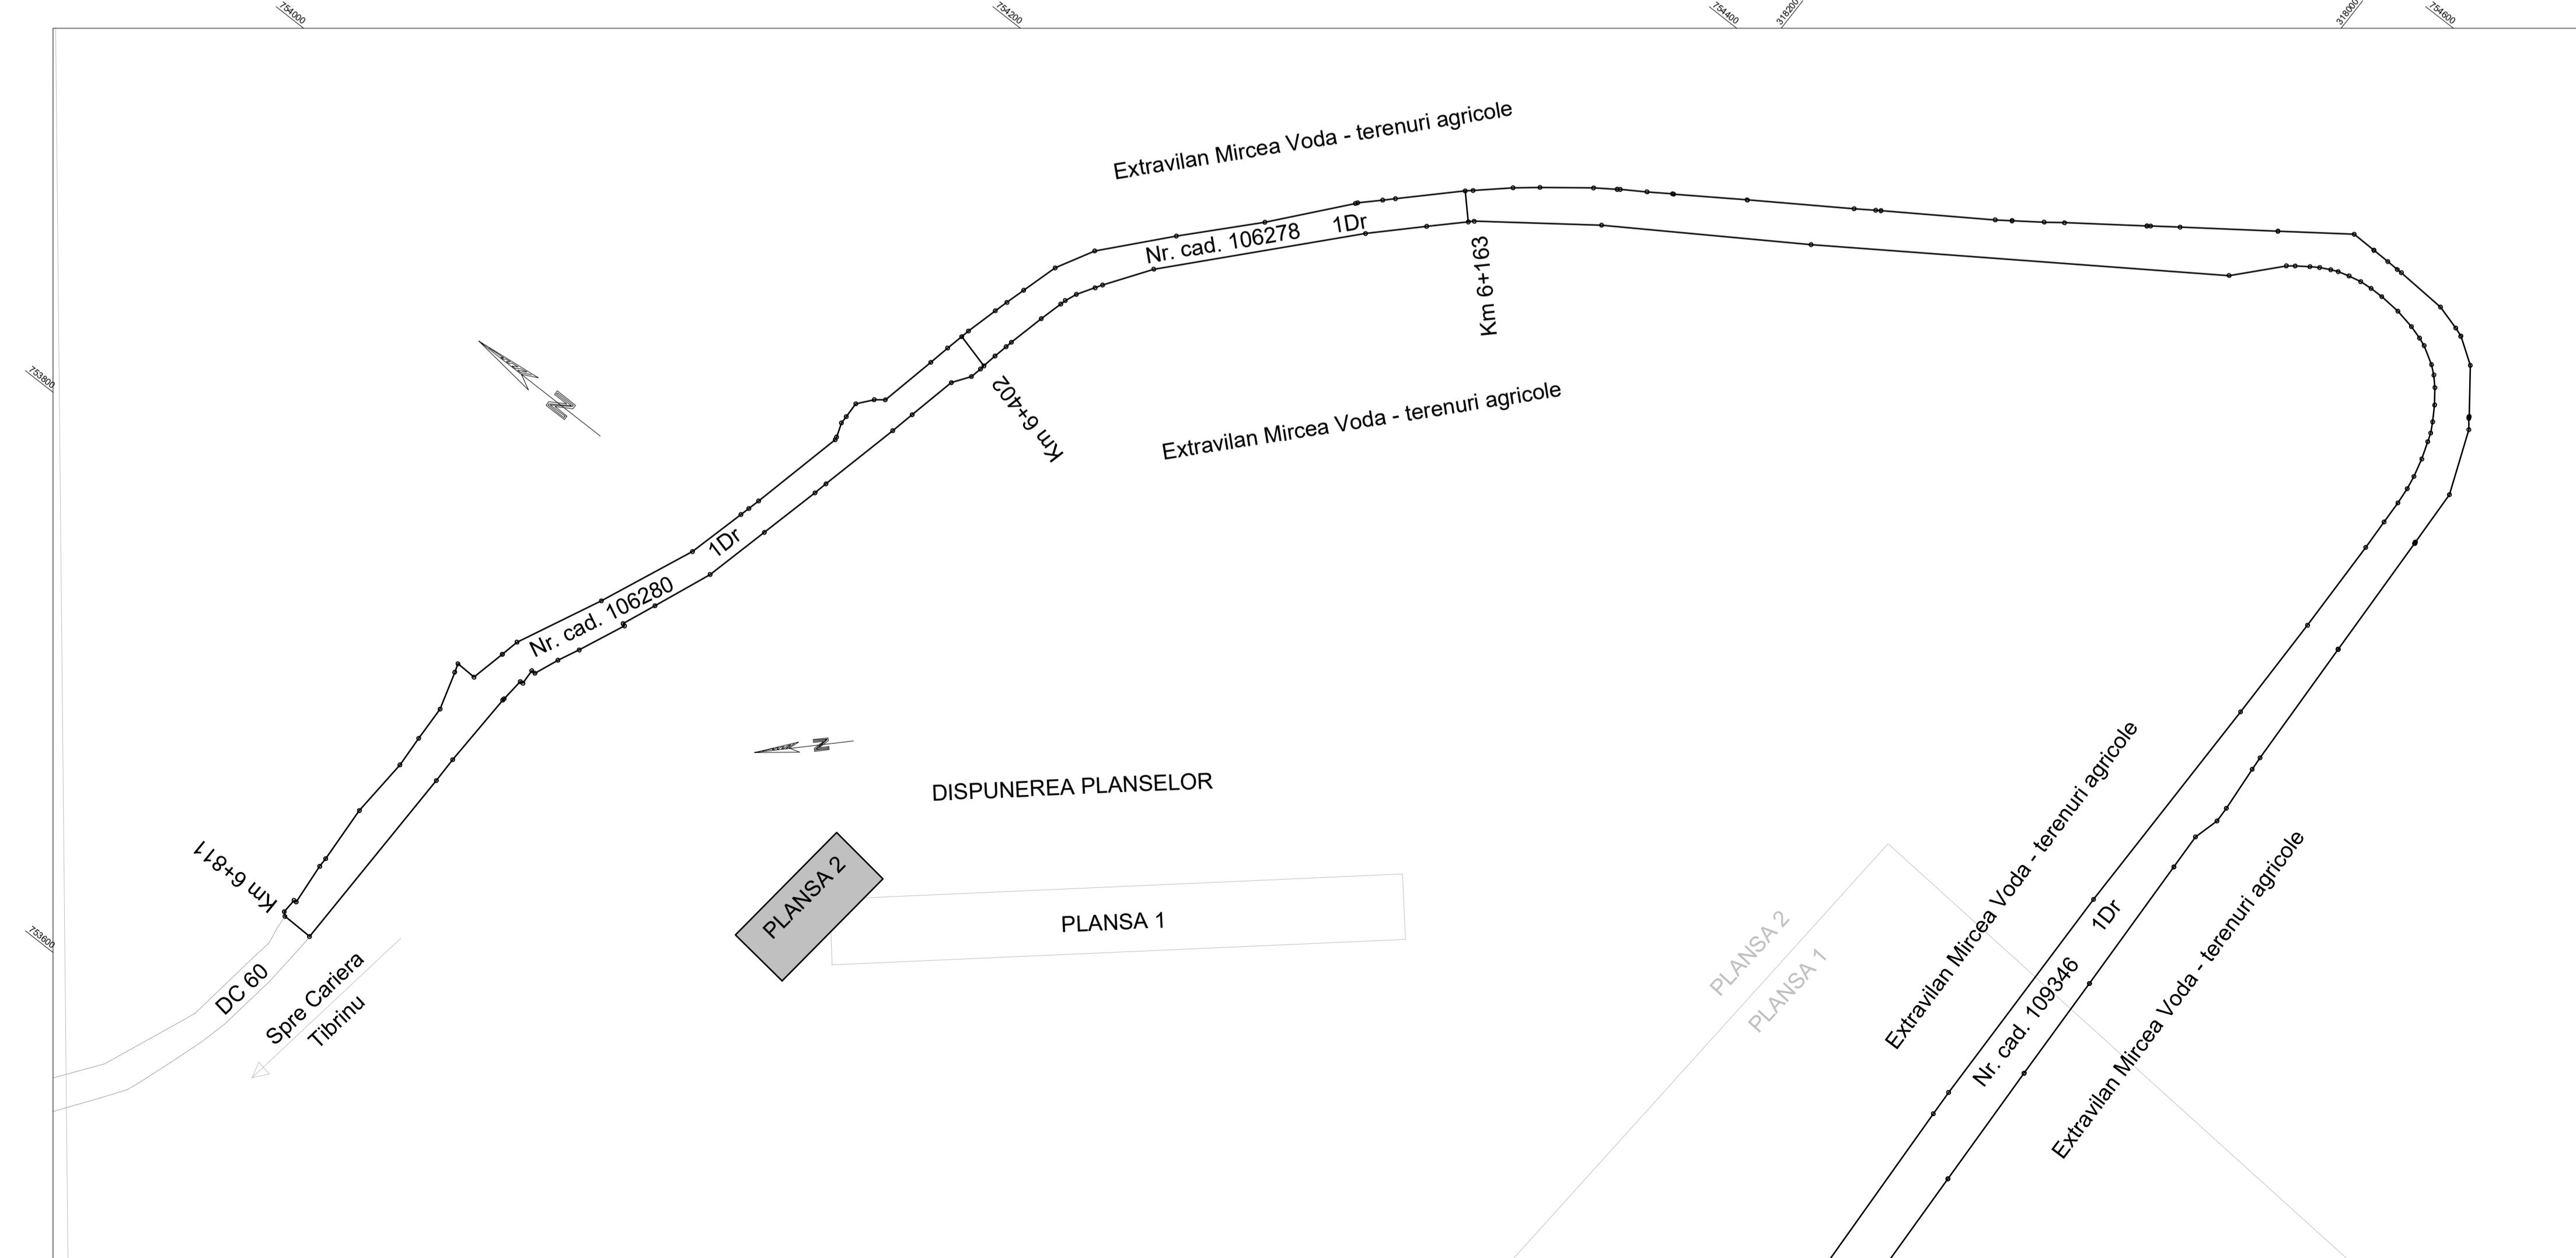 754000
754200
754400
318200
318000
754600
Extravilan Mircea Voda - terenuri agricole
Nr. cad. 106278 1Dr
Km 6+163
753800
N
Km 6+402
Extravilan Mircea Voda - terenuri agricole
1Dr
Nr. cad. 106280
N
DISPUNEREA PLANSELOR
PLANSA 2
PLANSA 1
Km 6+811
753600
DC 60
Spre Cariera
Tibrinu
PLANSA 2
PLANSA 1
Extravilan Mircea Voda - terenuri agricole
Nr. cad. 109346 1Dr
Extravilan Mircea Voda - terenuri agricole